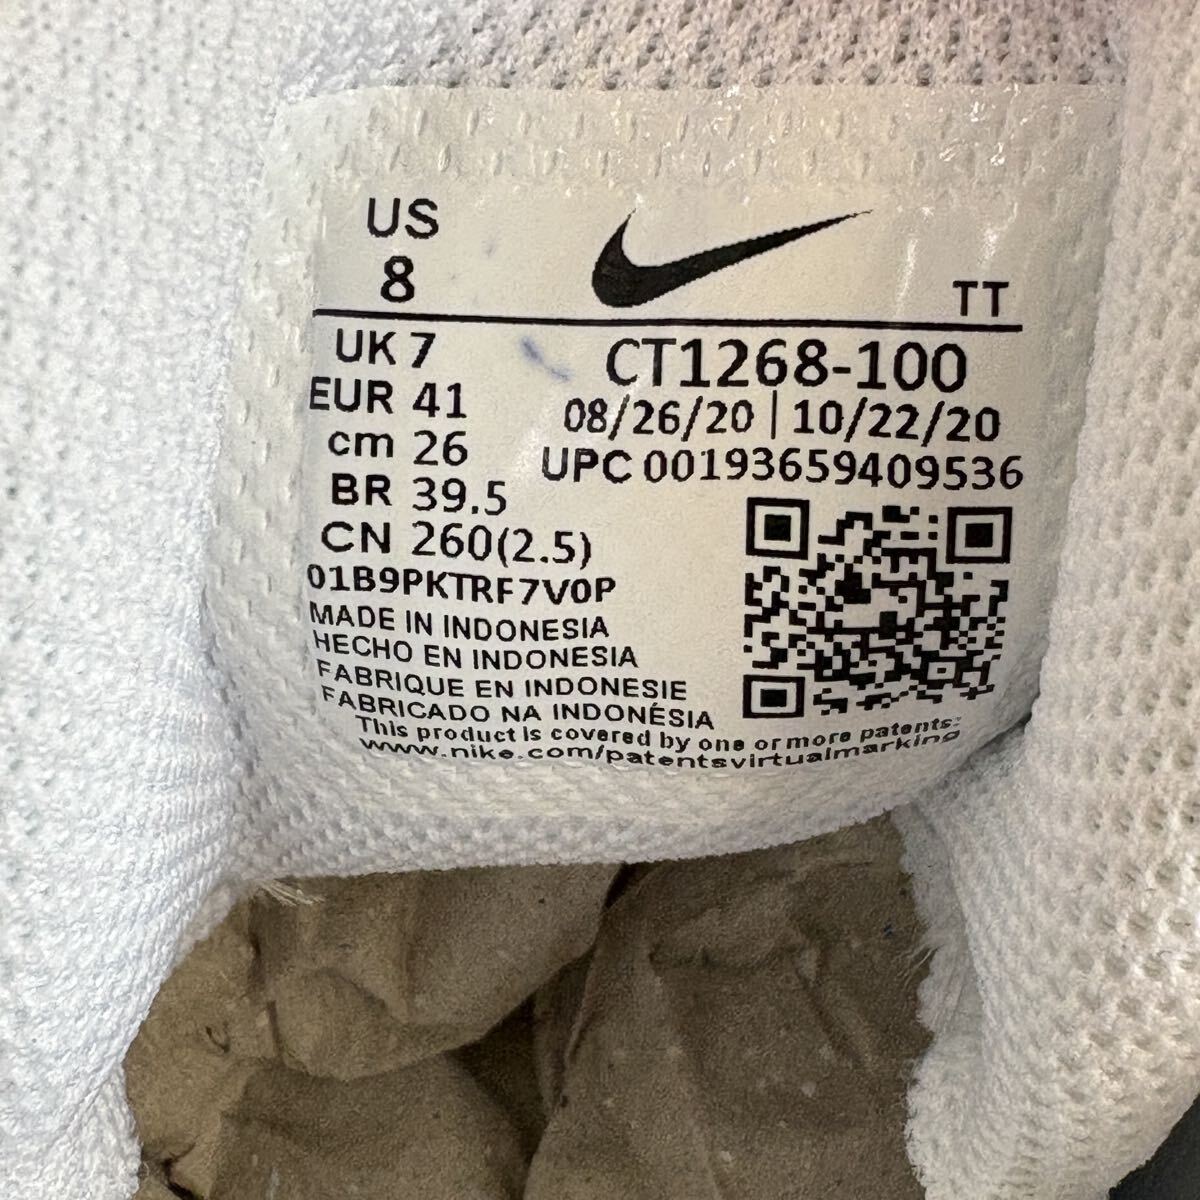 US
8
TT
UK 7
EUR 41
cm 26
BR 39.5
CN 260(2.5)
CT1268-100
08/26/20 | 10/22/20
UPC 00193659409536
01B9PKTRF7V0P
MADE IN INDONESIA
HECHO EN INDONESIA
FABRIQUE EN INDONESIE
FABRICADO NA INDONÉSIA
This product is covered by one or more patents:
www.nike.com/patentsvirtualmarking